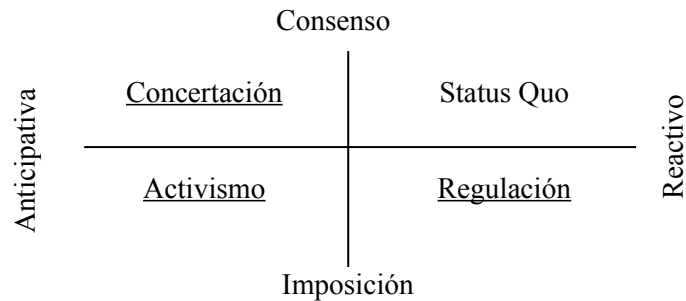 Consenso
Anticipativa
Concertación
Status Quo
Reactivo
Activismo
Regulación
Imposición